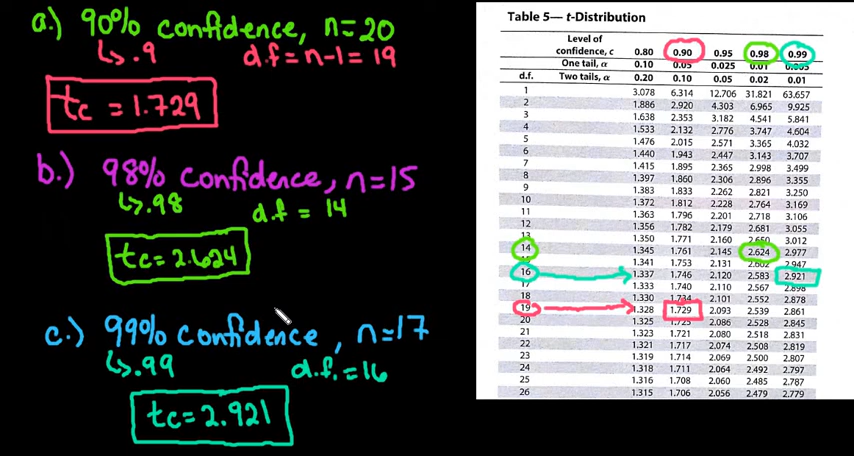 a.) 90% confidence, n=20
↳.9 d.f = n-1 = 19
tc = 1.729
b.) 98% confidence, n=15
↳.98 d.f = 14
tc = 2.624
c.) 99% confidence, n=17
↳.99 d.f. = 16
tc = 2.921
Table 5—t-Distribution
Level of
confidence, c 0.80 0.90 0.95 0.98 0.99
One tail, α 0.10 0.05 0.025 0.01 0.005
d.f. Two tails, α 0.20 0.10 0.05 0.02 0.01
1 3.078 6.314 12.706 31.821 63.657
2 1.886 2.920 4.303 6.965 9.925
3 1.638 2.353 3.182 4.541 5.841
4 1.533 2.132 2.776 3.747 4.604
5 1.476 2.015 2.571 3.365 4.032
6 1.440 1.943 2.447 3.143 3.707
7 1.415 1.895 2.365 2.998 3.499
8 1.397 1.860 2.306 2.896 3.355
9 1.383 1.833 2.262 2.821 3.250
10 1.372 1.812 2.228 2.764 3.169
11 1.363 1.796 2.201 2.718 3.106
12 1.356 1.782 2.179 2.681 3.055
13 1.350 1.771 2.160 2.650 3.012
14 1.345 1.761 2.145 2.624 2.977
1.341 1.753 2.131 2.602 2.947
16 1.337 1.746 2.120 2.583 2.921
17 1.333 1.740 2.110 2.567 2.898
18 1.330 1.734 2.101 2.552 2.878
19 1.328 1.729 2.093 2.539 2.861
20 1.325 1.725 2.086 2.528 2.845
21 1.323 1.721 2.080 2.518 2.831
22 1.321 1.717 2.074 2.508 2.819
23 1.319 1.714 2.069 2.500 2.807
24 1.318 1.711 2.064 2.492 2.797
25 1.316 1.708 2.060 2.485 2.787
26 1.315 1.706 2.056 2.479 2.779